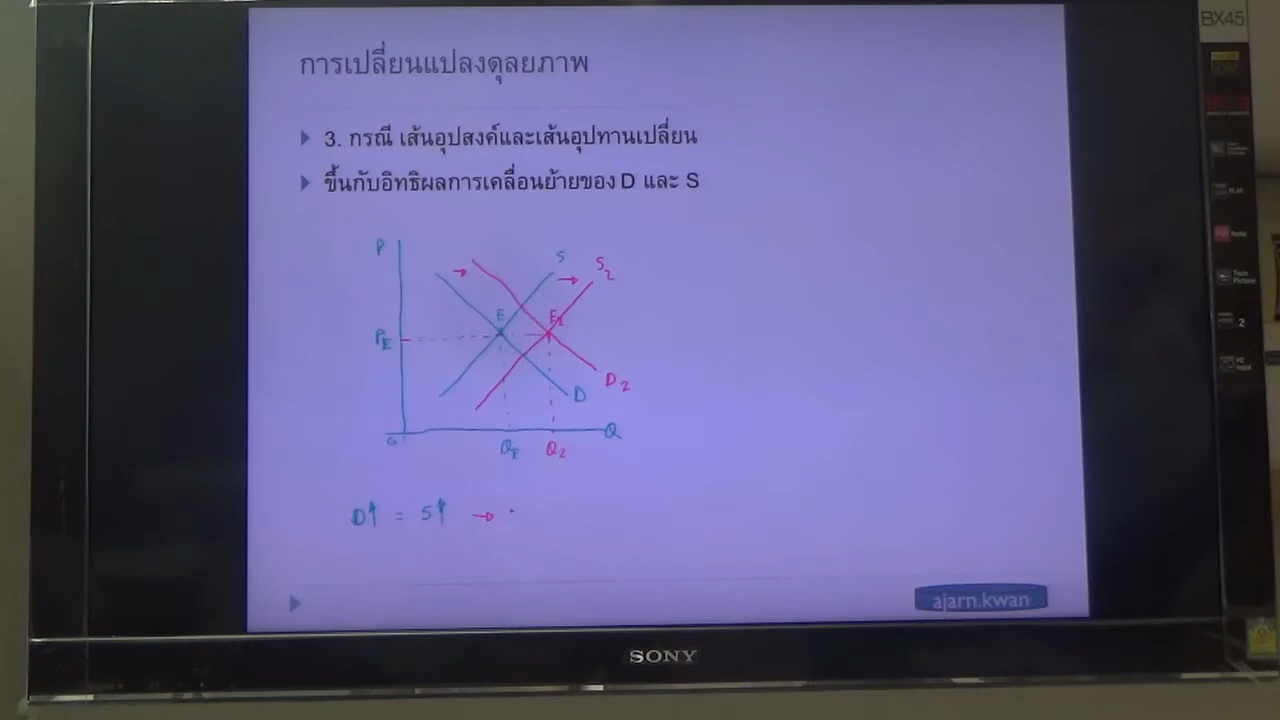 การเปลี่ยนแปลงดุลยภาพ
BX45
3. กรณี เส้นอุปสงค์และเส้นอุปทานเปลี่ยน
ขึ้นกับอิทธิผลการเคลื่อนย้ายของ D และ S
P
S
S2
E
E2
PE
D2
D
Q
QE
Q2
D↑ = S↑ →
ajarn.kwan
SONY